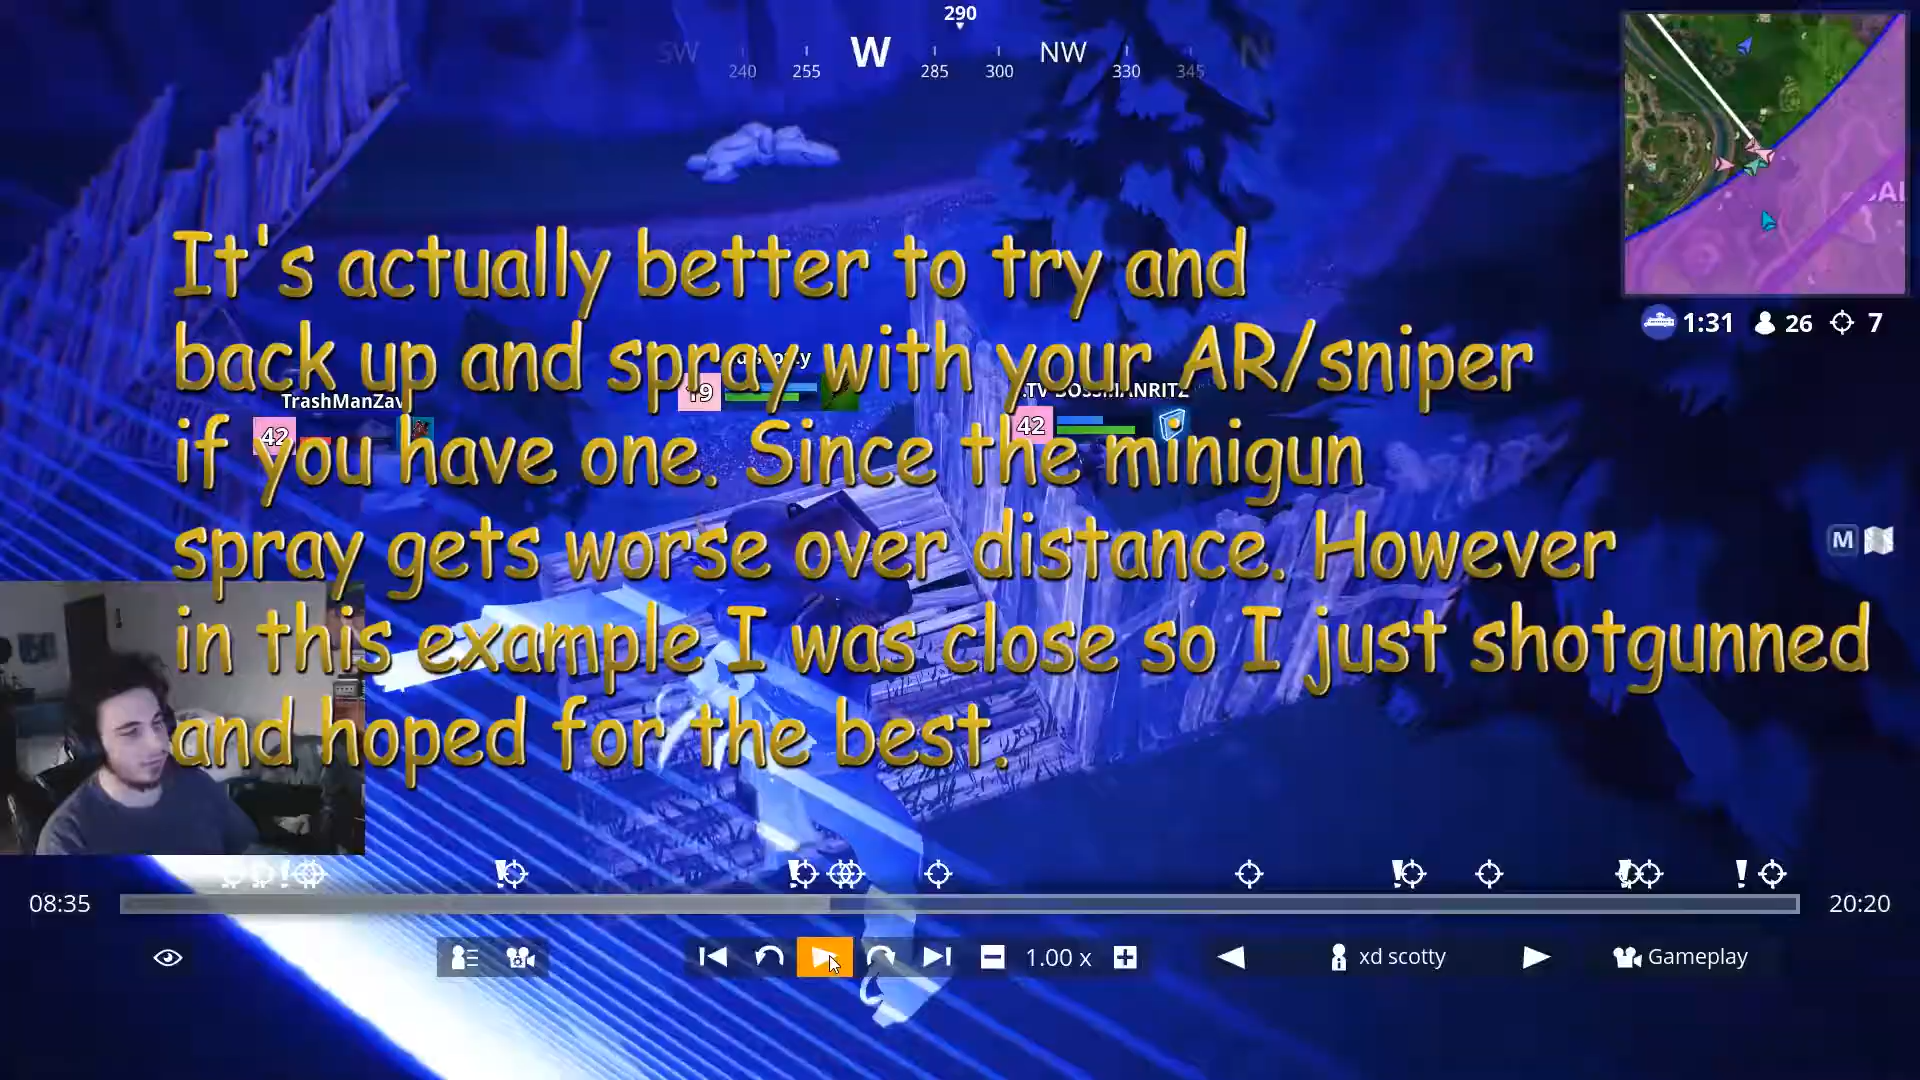 290
SW 240 255 W 285 300 NW 330 345 N
1:31 26 7
It's actually better to try and
back up and spray with your AR/sniper
if you have one. Since the minigun
spray gets worse over distance. However
in this example I was close so I just shotgunned
and hoped for the best.
TrashManZav
42
19
BOSSMANRITZ
42
M
08:35 20:20
1.00 x xd scotty Gameplay